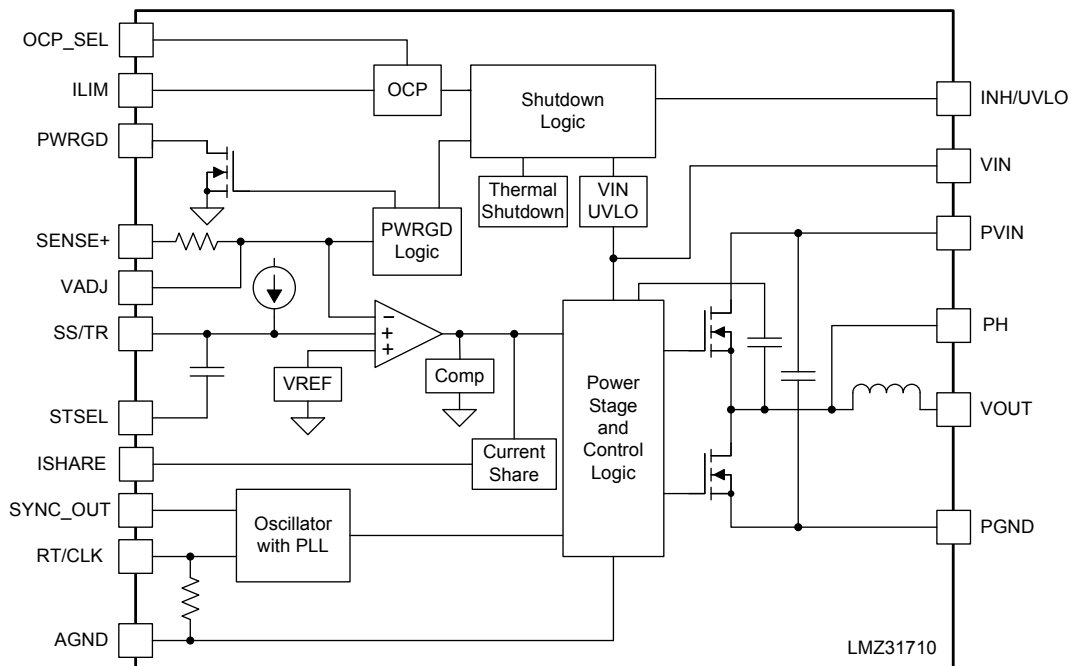 OCP_SEL
ILIM
PWRGD
SENSE+
VADJ
SS/TR
STSEL
ISHARE
SYNC_OUT
RT/CLK
AGND
OCP
Shutdown
Logic
Thermal
Shutdown
VIN
UVLO
PWRGD
Logic
VREF
Comp
Current
Share
Oscillator
with PLL
Power
Stage
and
Control
Logic
INH/UVLO
VIN
PVIN
PH
VOUT
PGND
LMZ31710
−
+
+